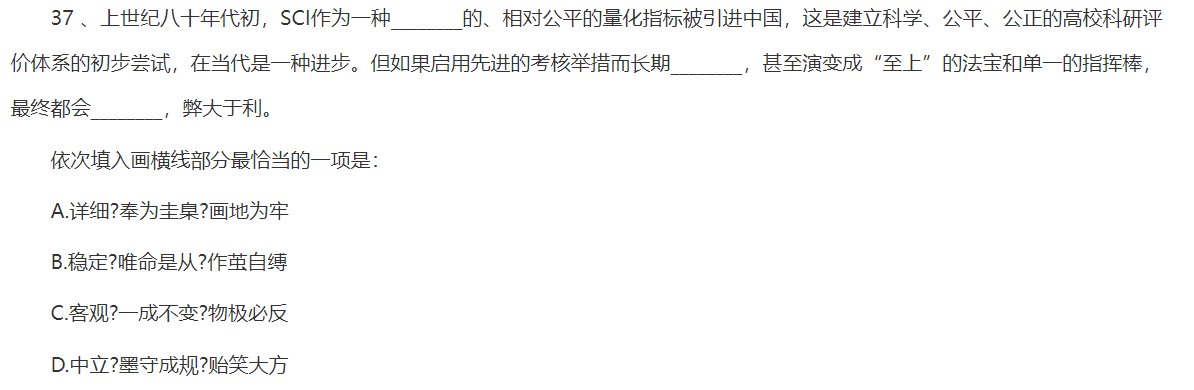 37 、上世纪八十年代初，SCI作为一种________的、相对公平的量化指标被引进中国，这是建立科学、公平、公正的高校科研评
价体系的初步尝试，在当代是一种进步。但如果启用先进的考核举措而长期________，甚至演变成“至上”的法宝和单一的指挥棒，
最终都会________，弊大于利。
依次填入画横线部分最恰当的一项是：
A.详细?奉为圭臬?画地为牢
B.稳定?唯命是从?作茧自缚
C.客观?一成不变?物极必反
D.中立?墨守成规?贻笑大方